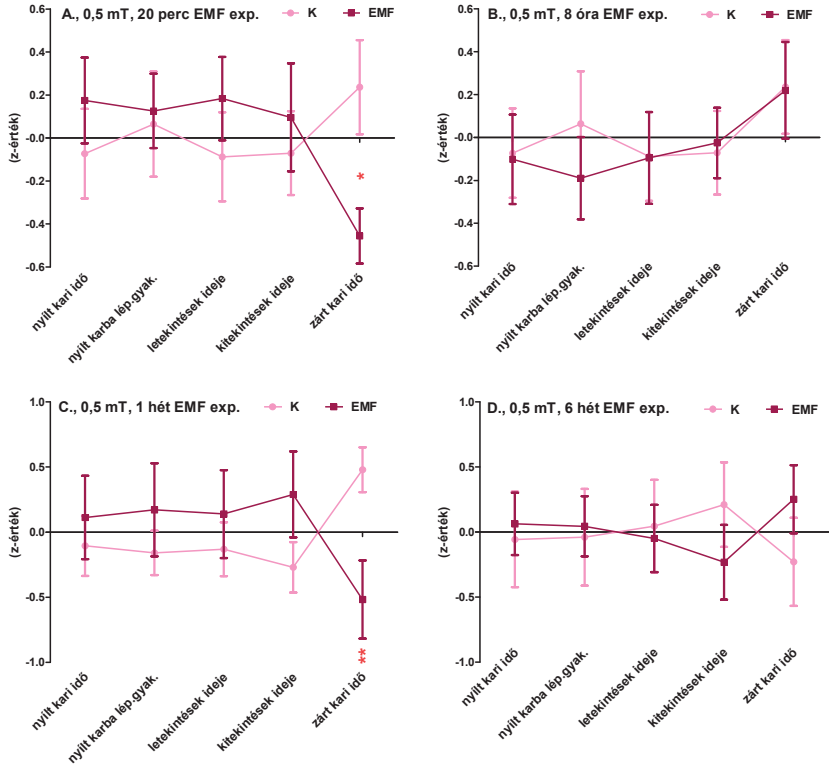 A., 0,5 mT, 20 perc EMF exp.
K
EMF
(z-érték)
0.6
0.4
0.2
-0.0
-0.2
-0.4
-0.6
*
nyílt kari idő
nyílt karba lép.gyak.
letekintések ideje
kitekintések ideje
zárt kari idő
B., 0,5 mT, 8 óra EMF exp.
K
EMF
(z-érték)
0.6
0.4
0.2
-0.0
-0.2
-0.4
-0.6
nyílt kari idő
nyílt karba lép.gyak.
letekintések ideje
kitekintések ideje
zárt kari idő
C., 0,5 mT, 1 hét EMF exp.
K
EMF
(z-érték)
1.0
0.5
0.0
-0.5
-1.0
**
nyílt kari idő
nyílt karba lép.gyak.
letekintések ideje
kitekintések ideje
zárt kari idő
D., 0,5 mT, 6 hét EMF exp.
K
EMF
(z-érték)
1.0
0.5
0.0
-0.5
-1.0
nyílt kari idő
nyílt karba lép.gyak.
letekintések ideje
kitekintések ideje
zárt kari idő